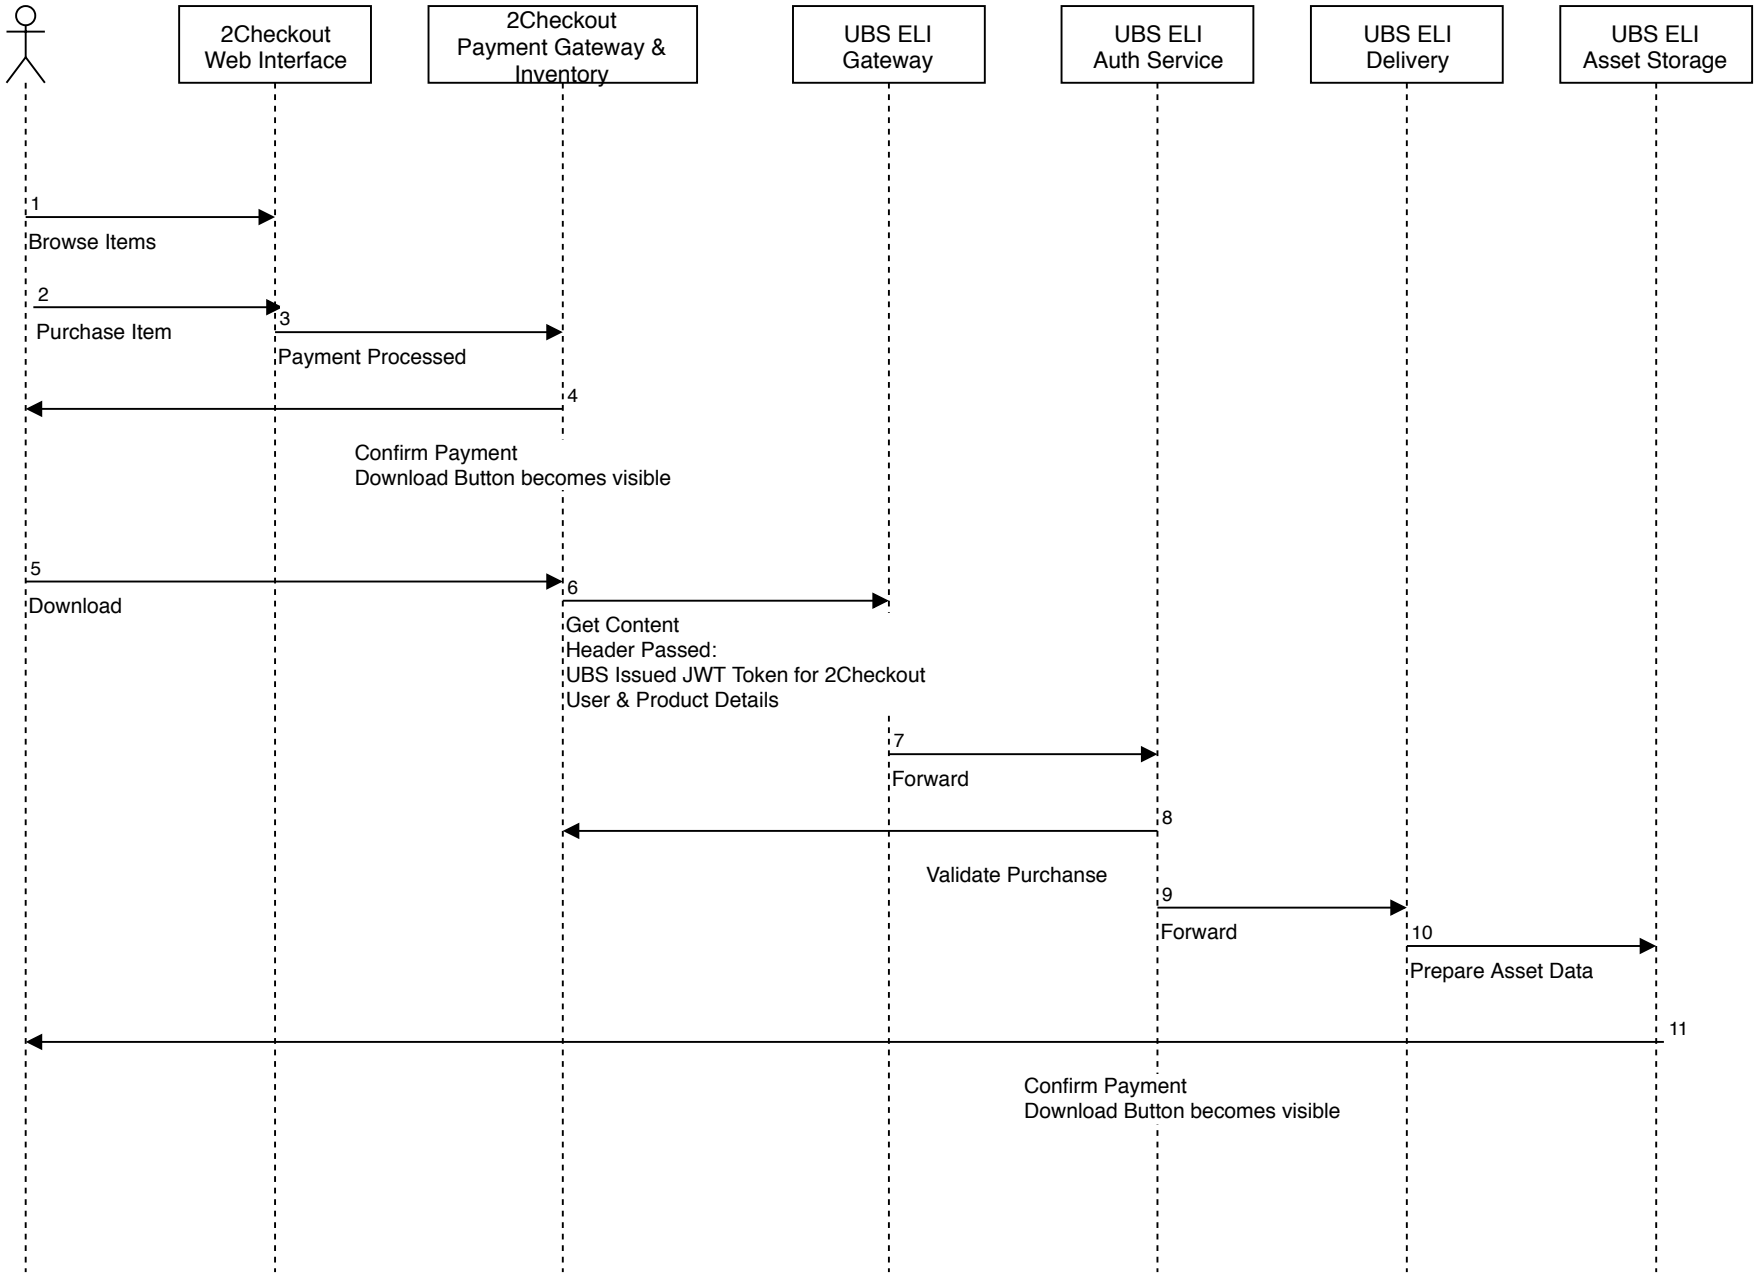 2Checkout
Web Interface
2Checkout
Payment Gateway &
Inventory
UBS ELI
Gateway
UBS ELI
Auth Service
UBS ELI
Delivery
UBS ELI
Asset Storage
1
Browse Items
2
Purchase Item
3
Payment Processed
4
Confirm Payment
Download Button becomes visible
5
Download
6
Get Content
Header Passed:
UBS Issued JWT Token for 2Checkout
User & Product Details
7
Forward
8
Validate Purchanse
9
Forward
10
Prepare Asset Data
11
Confirm Payment
Download Button becomes visible